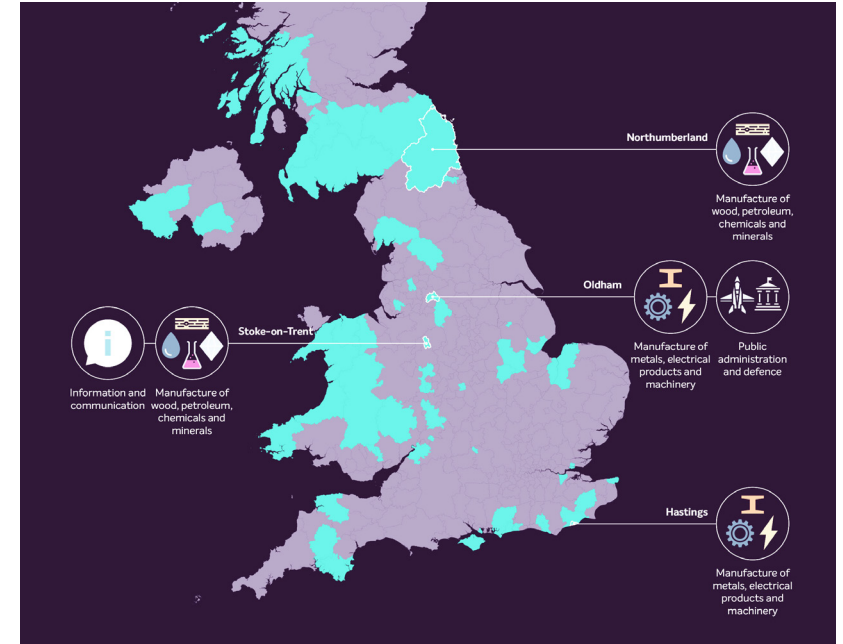 Northumberland
Manufacture of
wood, petroleum,
chemicals and
minerals
Oldham
Manufacture of
metals, electrical
products and
machinery
Public
administration
and defence
Stoke-on-Trent
i
Information and
communication
Manufacture of
wood, petroleum,
chemicals and
minerals
Hastings
Manufacture of
metals, electrical
products and
machinery